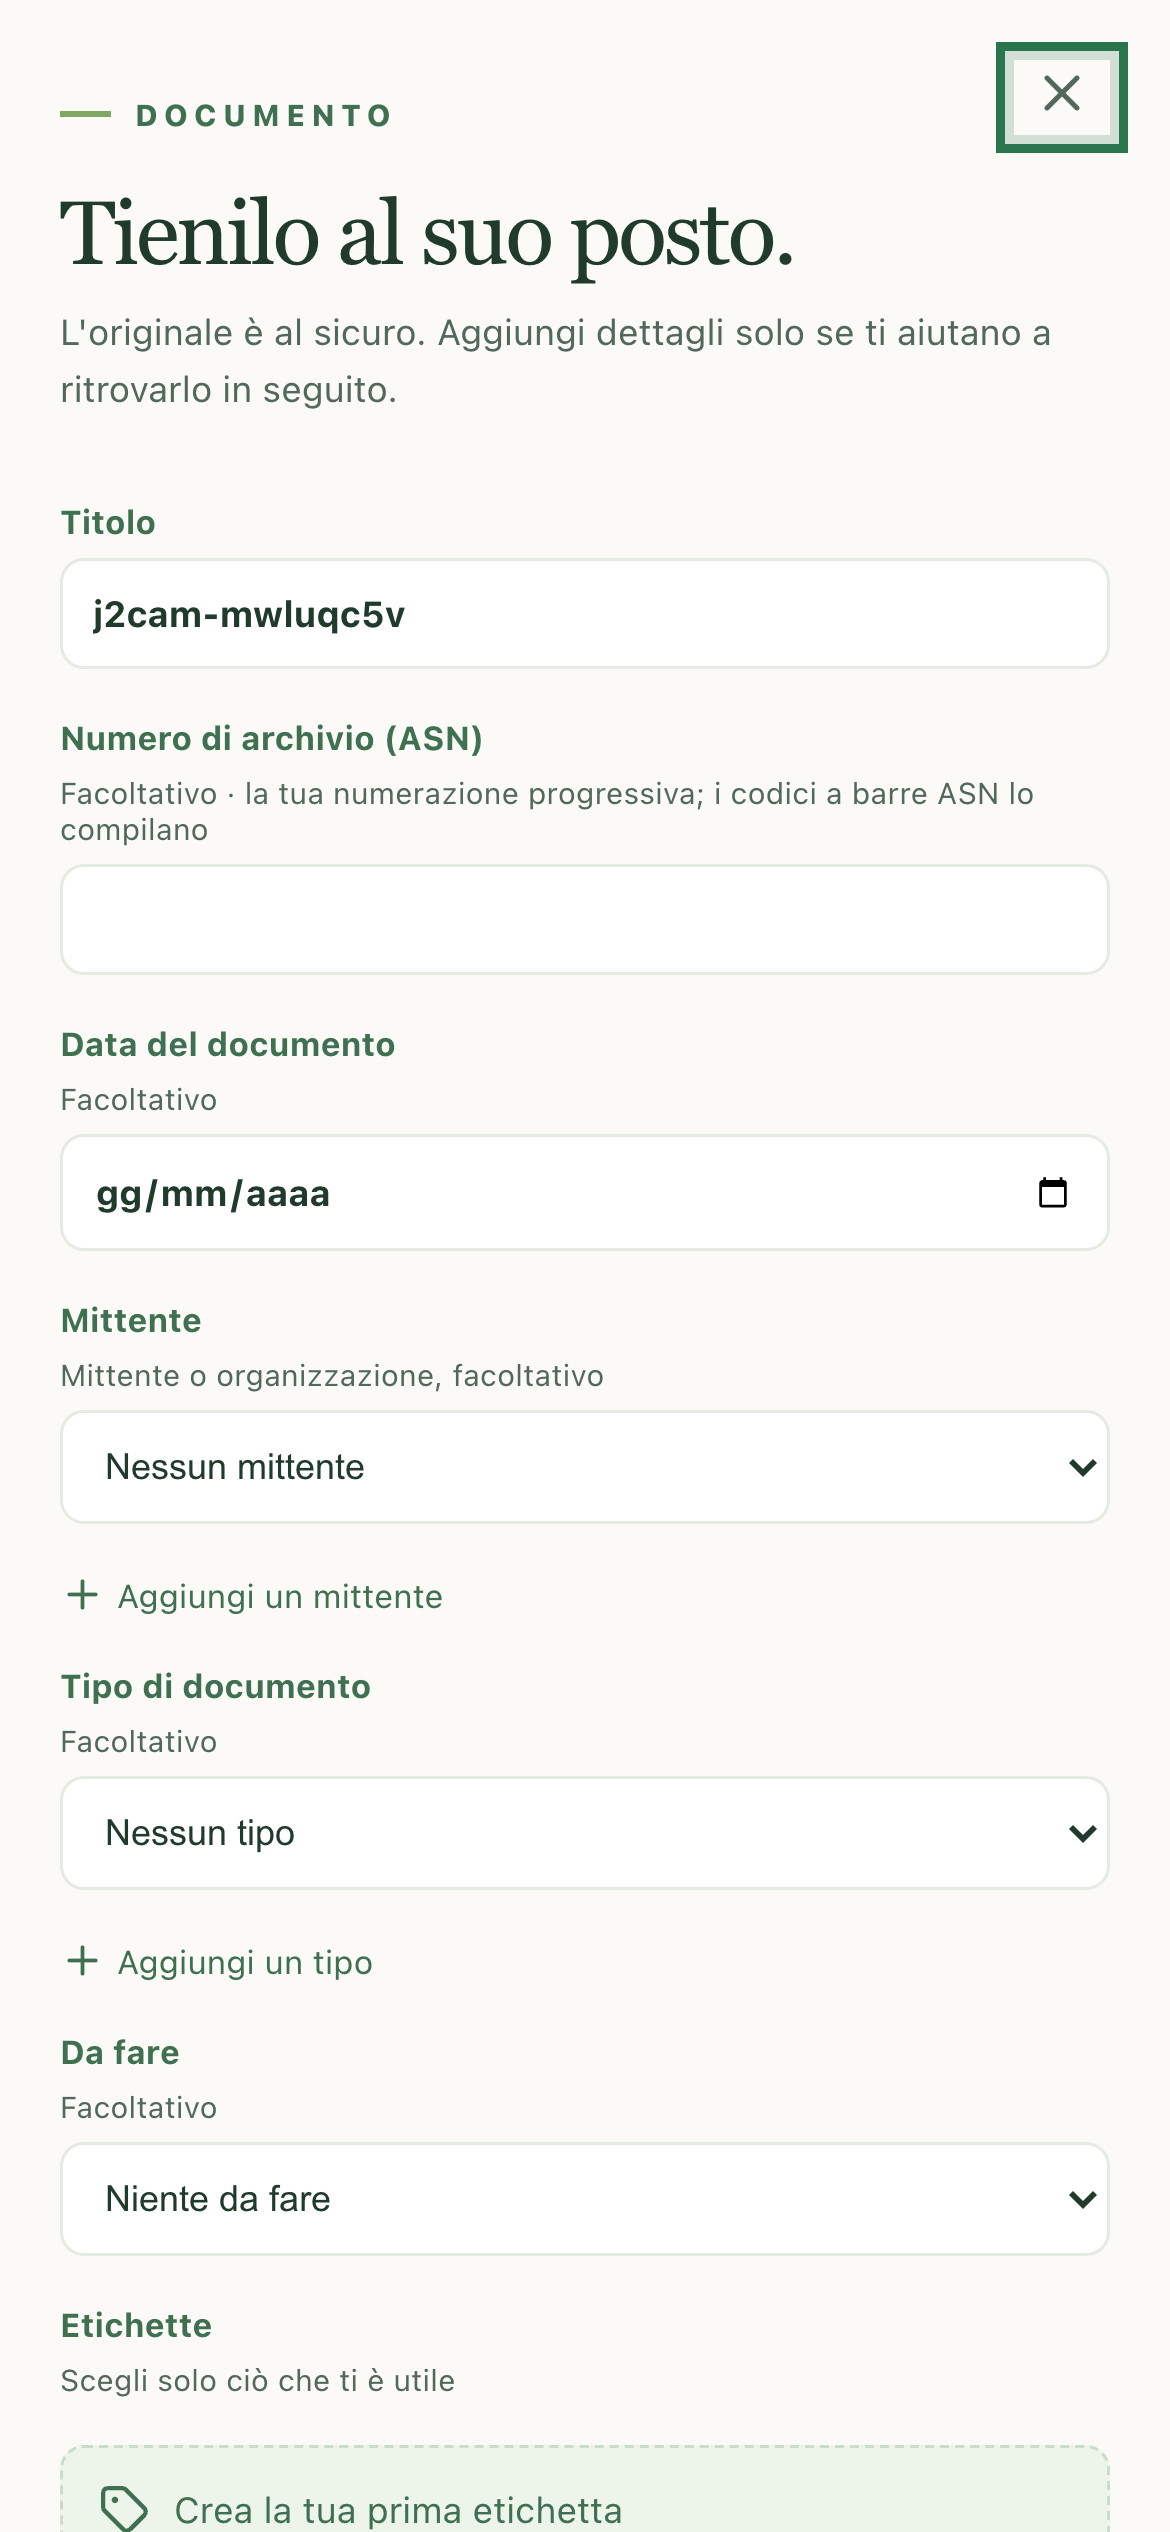 DOCUMENTO
Tienilo al suo posto.
L'originale è al sicuro. Aggiungi dettagli solo se ti aiutano a
ritrovarlo in seguito.
Titolo
j2cam-mwluqc5v
Numero di archivio (ASN)
Facoltativo · la tua numerazione progressiva; i codici a barre ASN lo
compilano
Data del documento
Facoltativo
gg/mm/aaaa
Mittente
Mittente o organizzazione, facoltativo
Nessun mittente
Aggiungi un mittente
Tipo di documento
Facoltativo
Nessun tipo
Aggiungi un tipo
Da fare
Facoltativo
Niente da fare
Etichette
Scegli solo ciò che ti è utile
Crea la tua prima etichetta